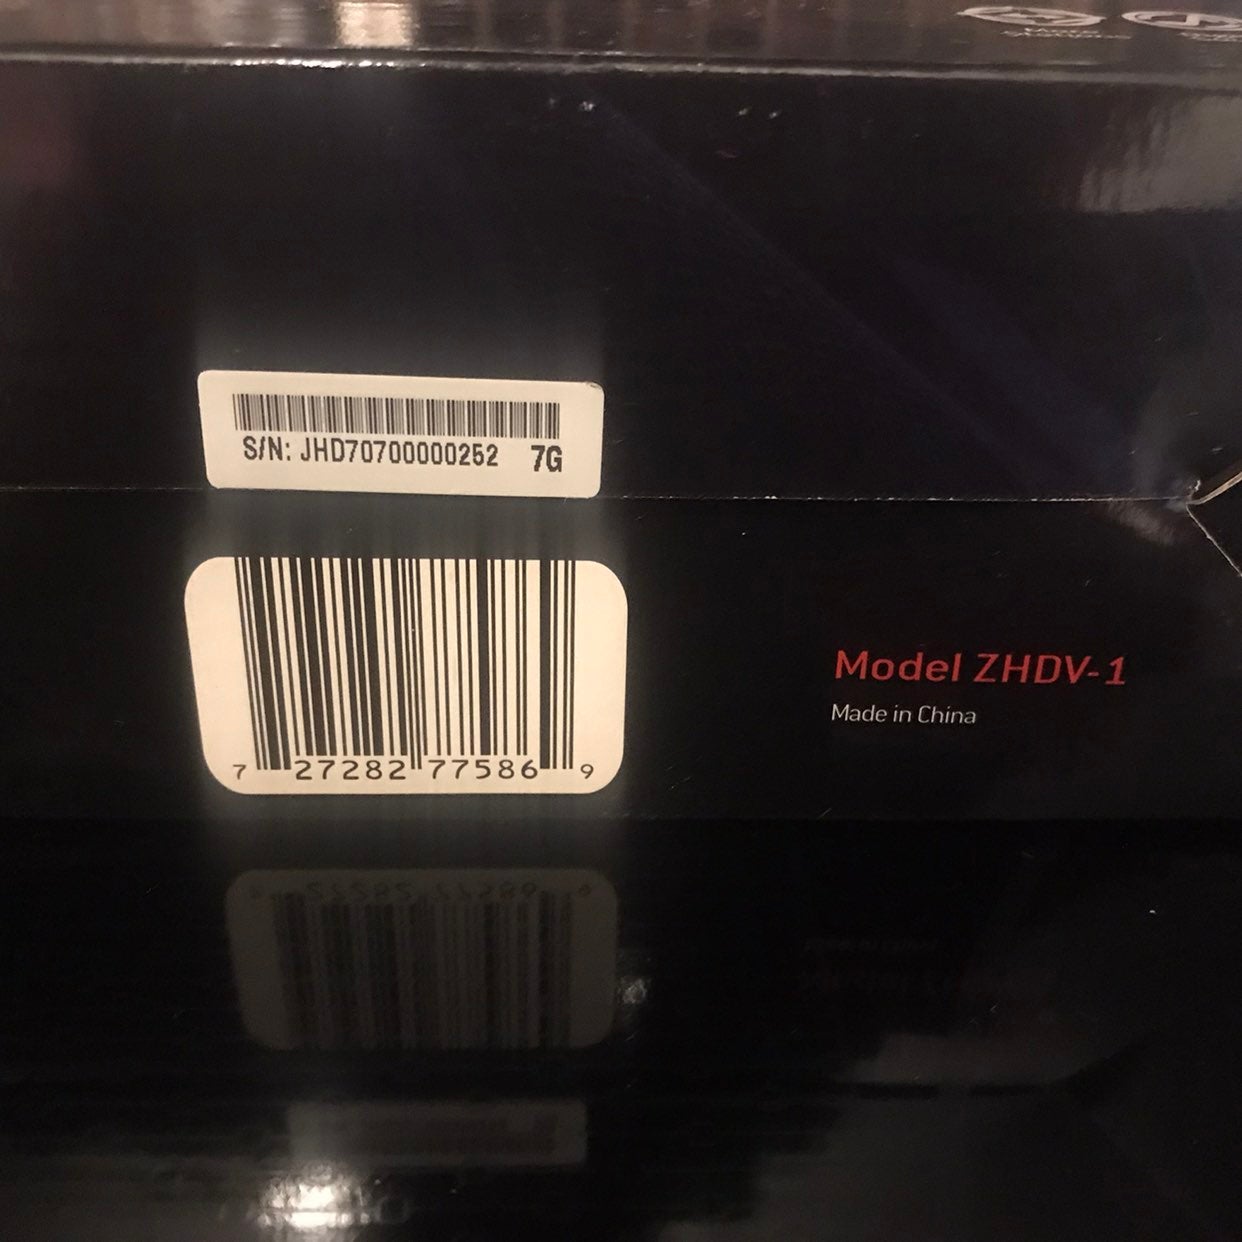 S/N: JHD70700000252 7G
7 27282 77586 9
Model ZHDV-1
Made in China